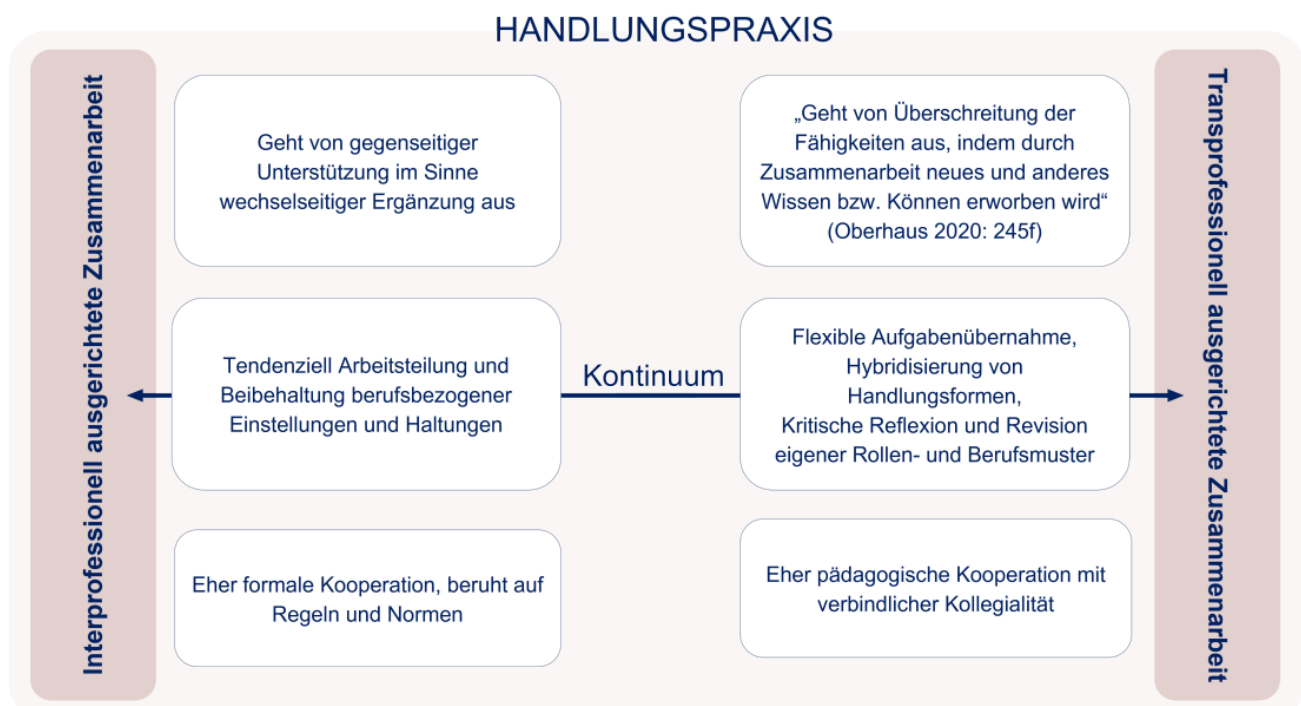 HANDLUNGSPRAXIS
Interprofessionell ausgerichtete Zusammenarbeit
Geht von gegenseitiger
Unterstützung im Sinne
wechselseitiger Ergänzung aus
Tendenziell Arbeitsteilung und
Beibehaltung berufsbezogener
Einstellungen und Haltungen
Eher formale Kooperation, beruht auf
Regeln und Normen
Kontinuum
„Geht von Überschreitung der
Fähigkeiten aus, indem durch
Zusammenarbeit neues und anderes
Wissen bzw. Können erworben wird“
(Oberhaus 2020: 245f)
Flexible Aufgabenübernahme,
Hybridisierung von
Handlungsformen,
Kritische Reflexion und Revision
eigener Rollen- und Berufsmuster
Eher pädagogische Kooperation mit
verbindlicher Kollegialität
Transprofessionell ausgerichtete Zusammenarbeit